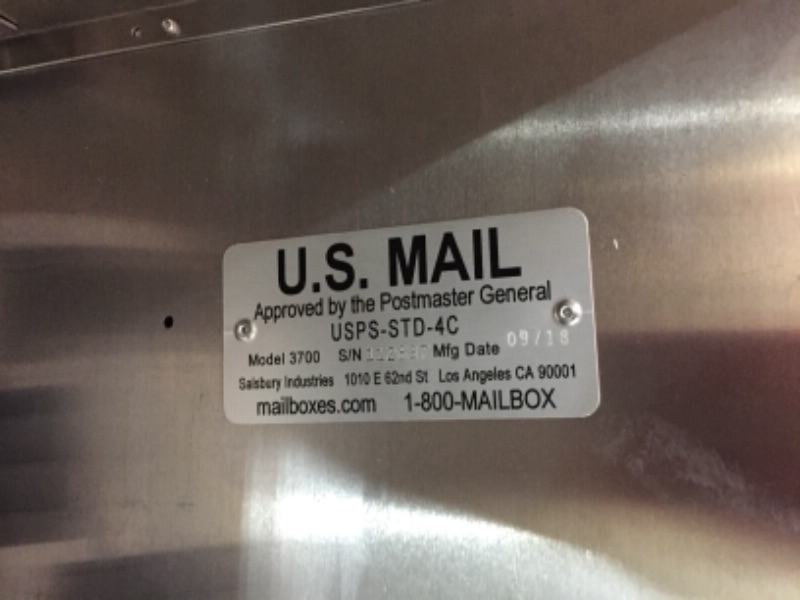 U.S. MAIL
Approved by the Postmaster General
USPS-STD-4C
Model 3700 S/N Mfg Date 09/18
Salsbury Industries 1010 E 62nd St Los Angeles CA 90001
mailboxes.com 1-800-MAILBOX